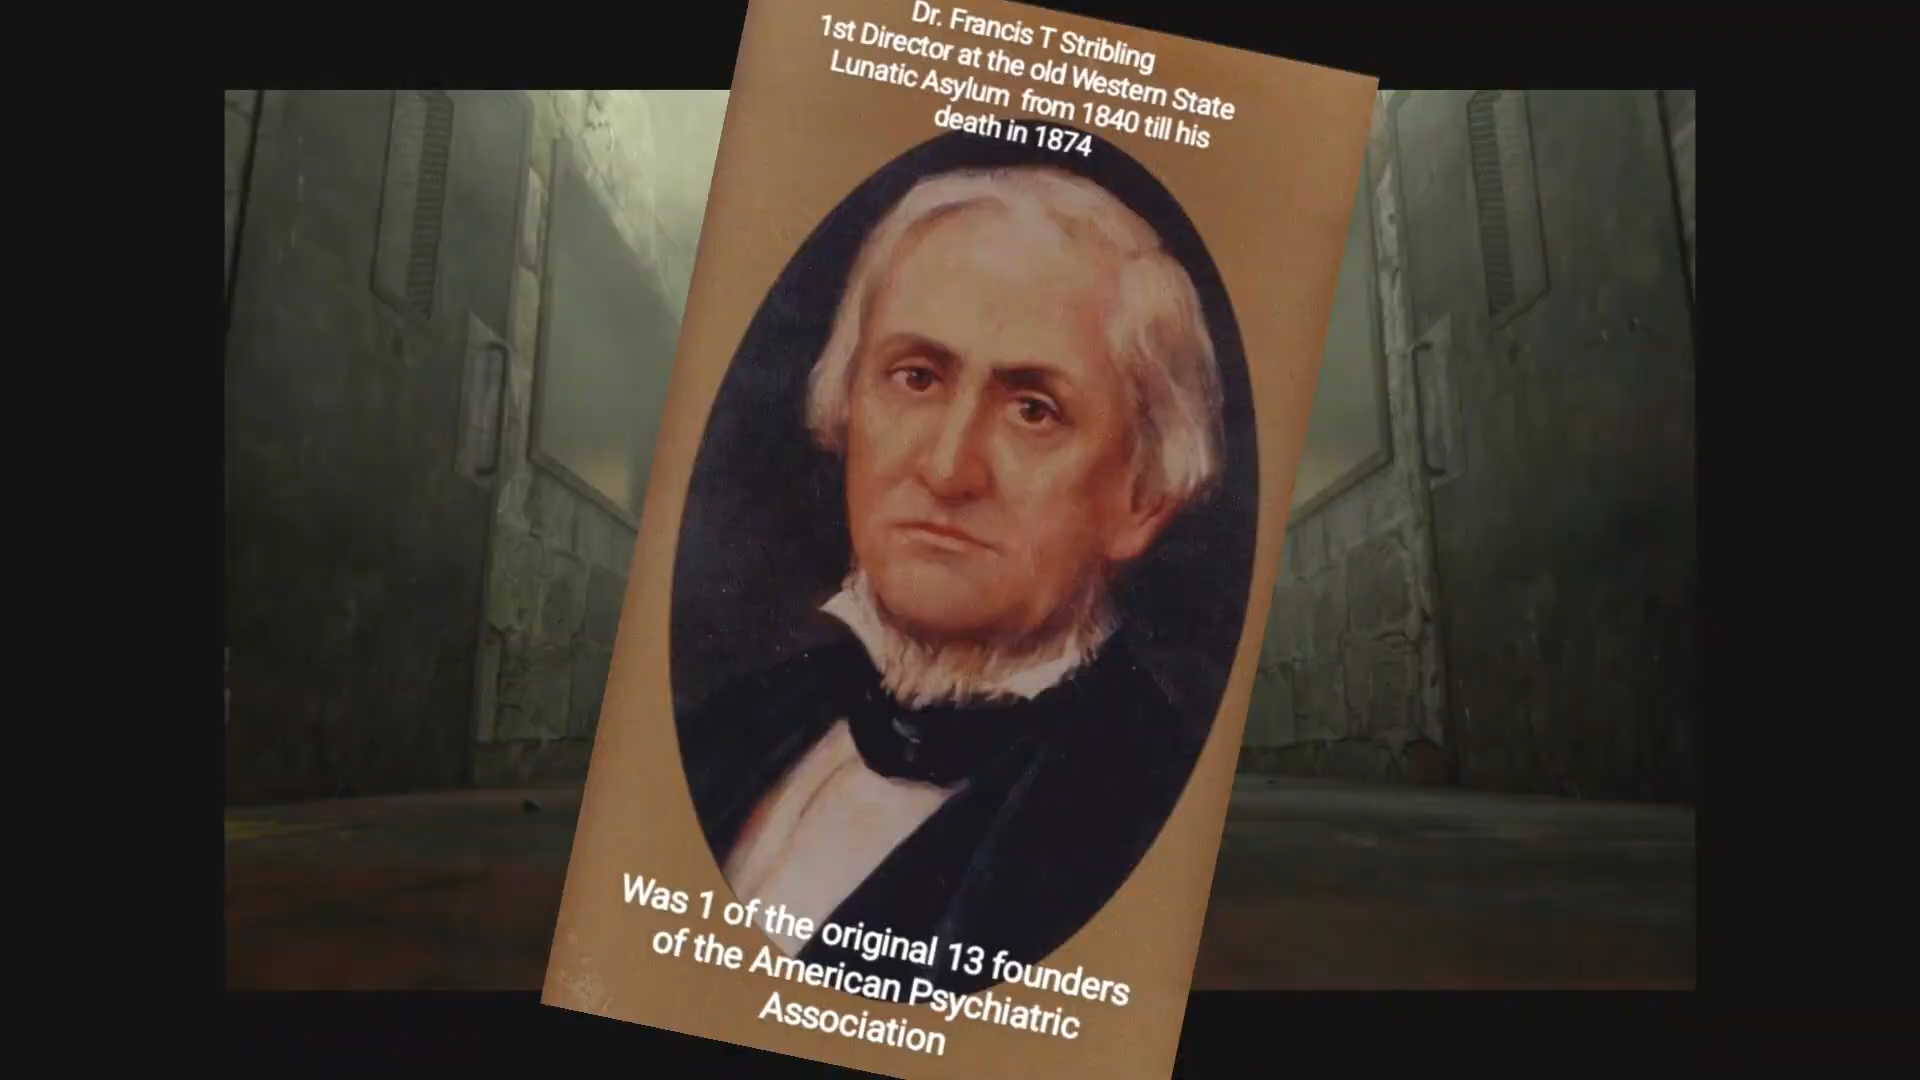 Dr. Francis T Stribling
1st Director at the old Western State
Lunatic Asylum from 1840 till his
death in 1874
Was 1 of the original 13 founders
of the American Psychiatric
Association